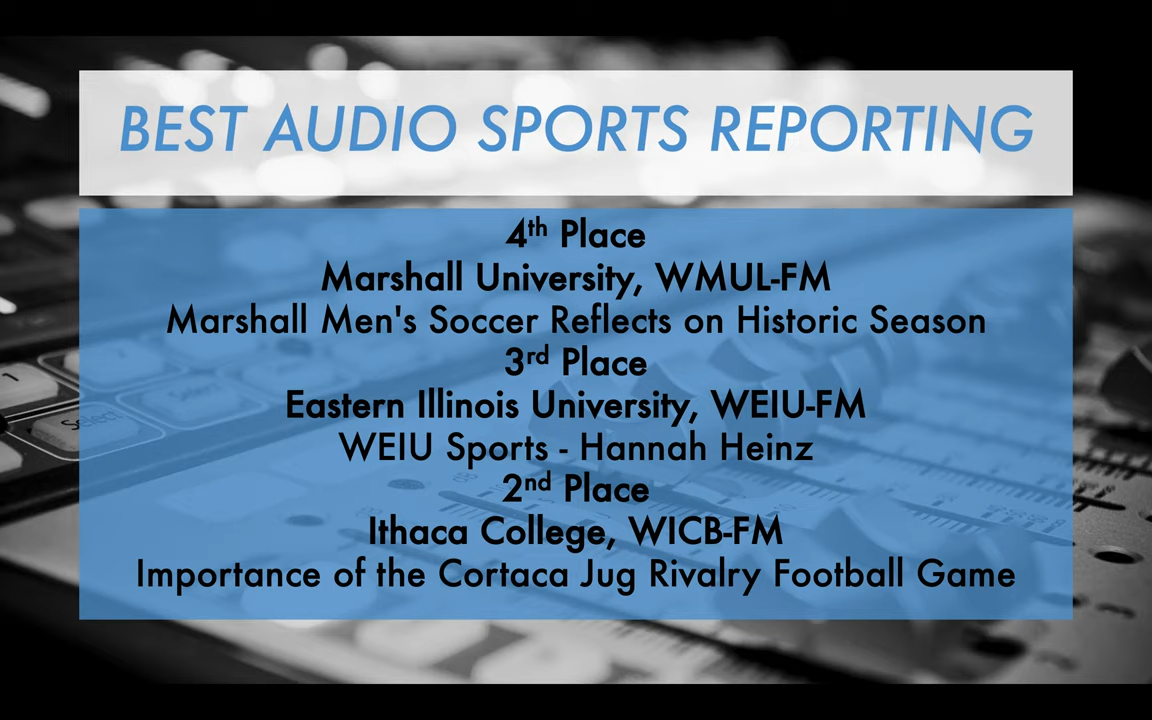 BEST AUDIO SPORTS REPORTING
4th Place
Marshall University, WMUL-FM
Marshall Men's Soccer Reflects on Historic Season
3rd Place
Eastern Illinois University, WEIU-FM
WEIU Sports - Hannah Heinz
2nd Place
Ithaca College, WICB-FM
Importance of the Cortaca Jug Rivalry Football Game
1
Select